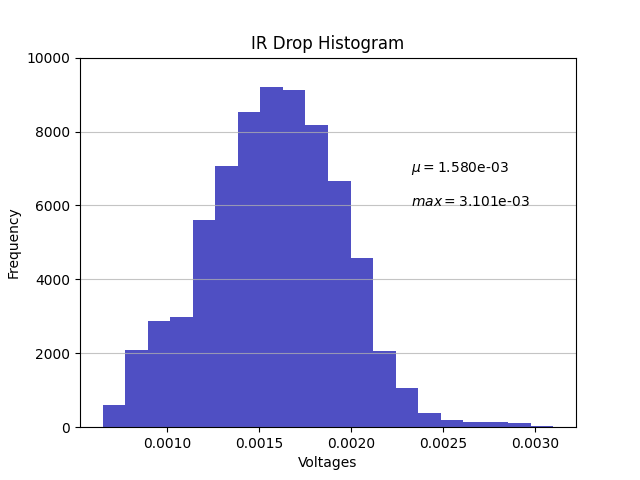 IR Drop Histogram
10000
8000
6000
4000
2000
0
Frequency
μ = 1.580e-03
max = 3.101e-03
0.0010 0.0015 0.0020 0.0025 0.0030
Voltages